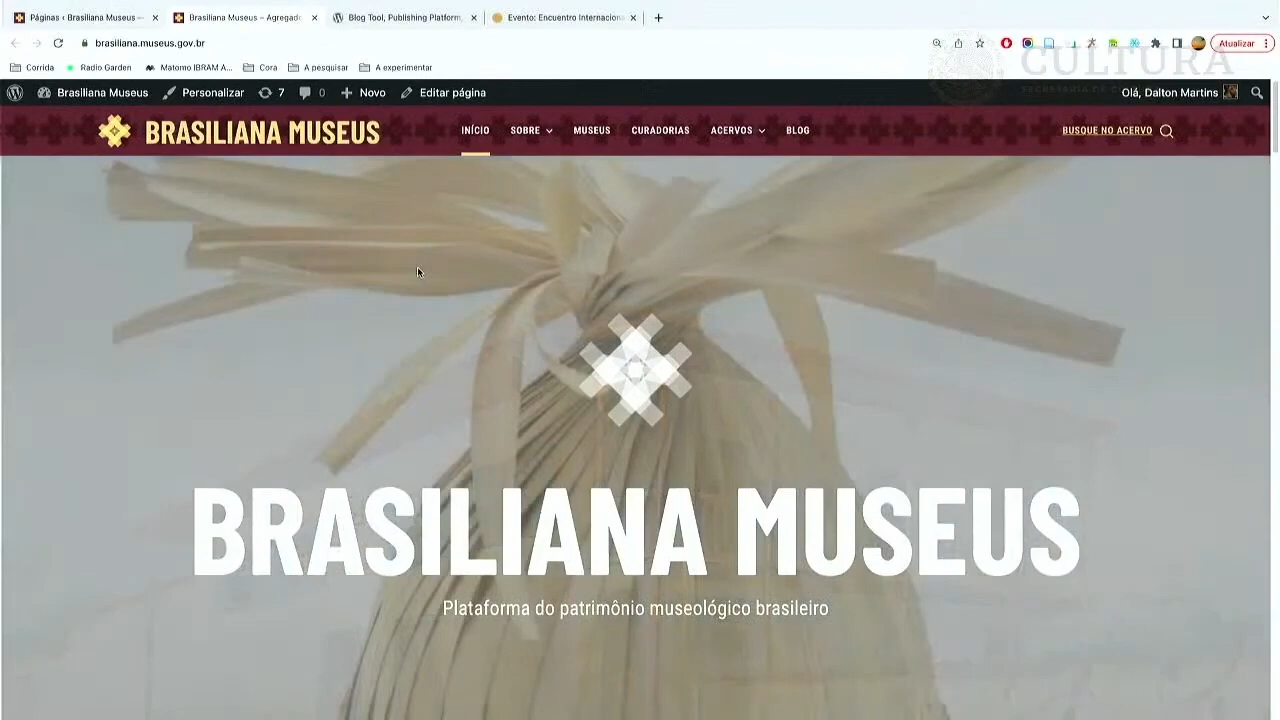 Páginas ‹ Brasiliana Museus —
Brasiliana Museus – Agregado
Blog Tool, Publishing Platform,
Evento: Encuentro Internaciona
brasiliana.museus.gov.br
Atualizar
Corrida
Radio Garden
Matomo IBRAM A...
Cora
A pesquisar
A experimentar
CULTURA
Brasiliana Museus
Personalizar
7
0
Novo
Editar página
Olá, Dalton Martins
BRASILIANA MUSEUS
INÍCIO
SOBRE
MUSEUS
CURADORIAS
ACERVOS
BLOG
BUSQUE NO ACERVO
BRASILIANA MUSEUS
Plataforma do patrimônio museológico brasileiro